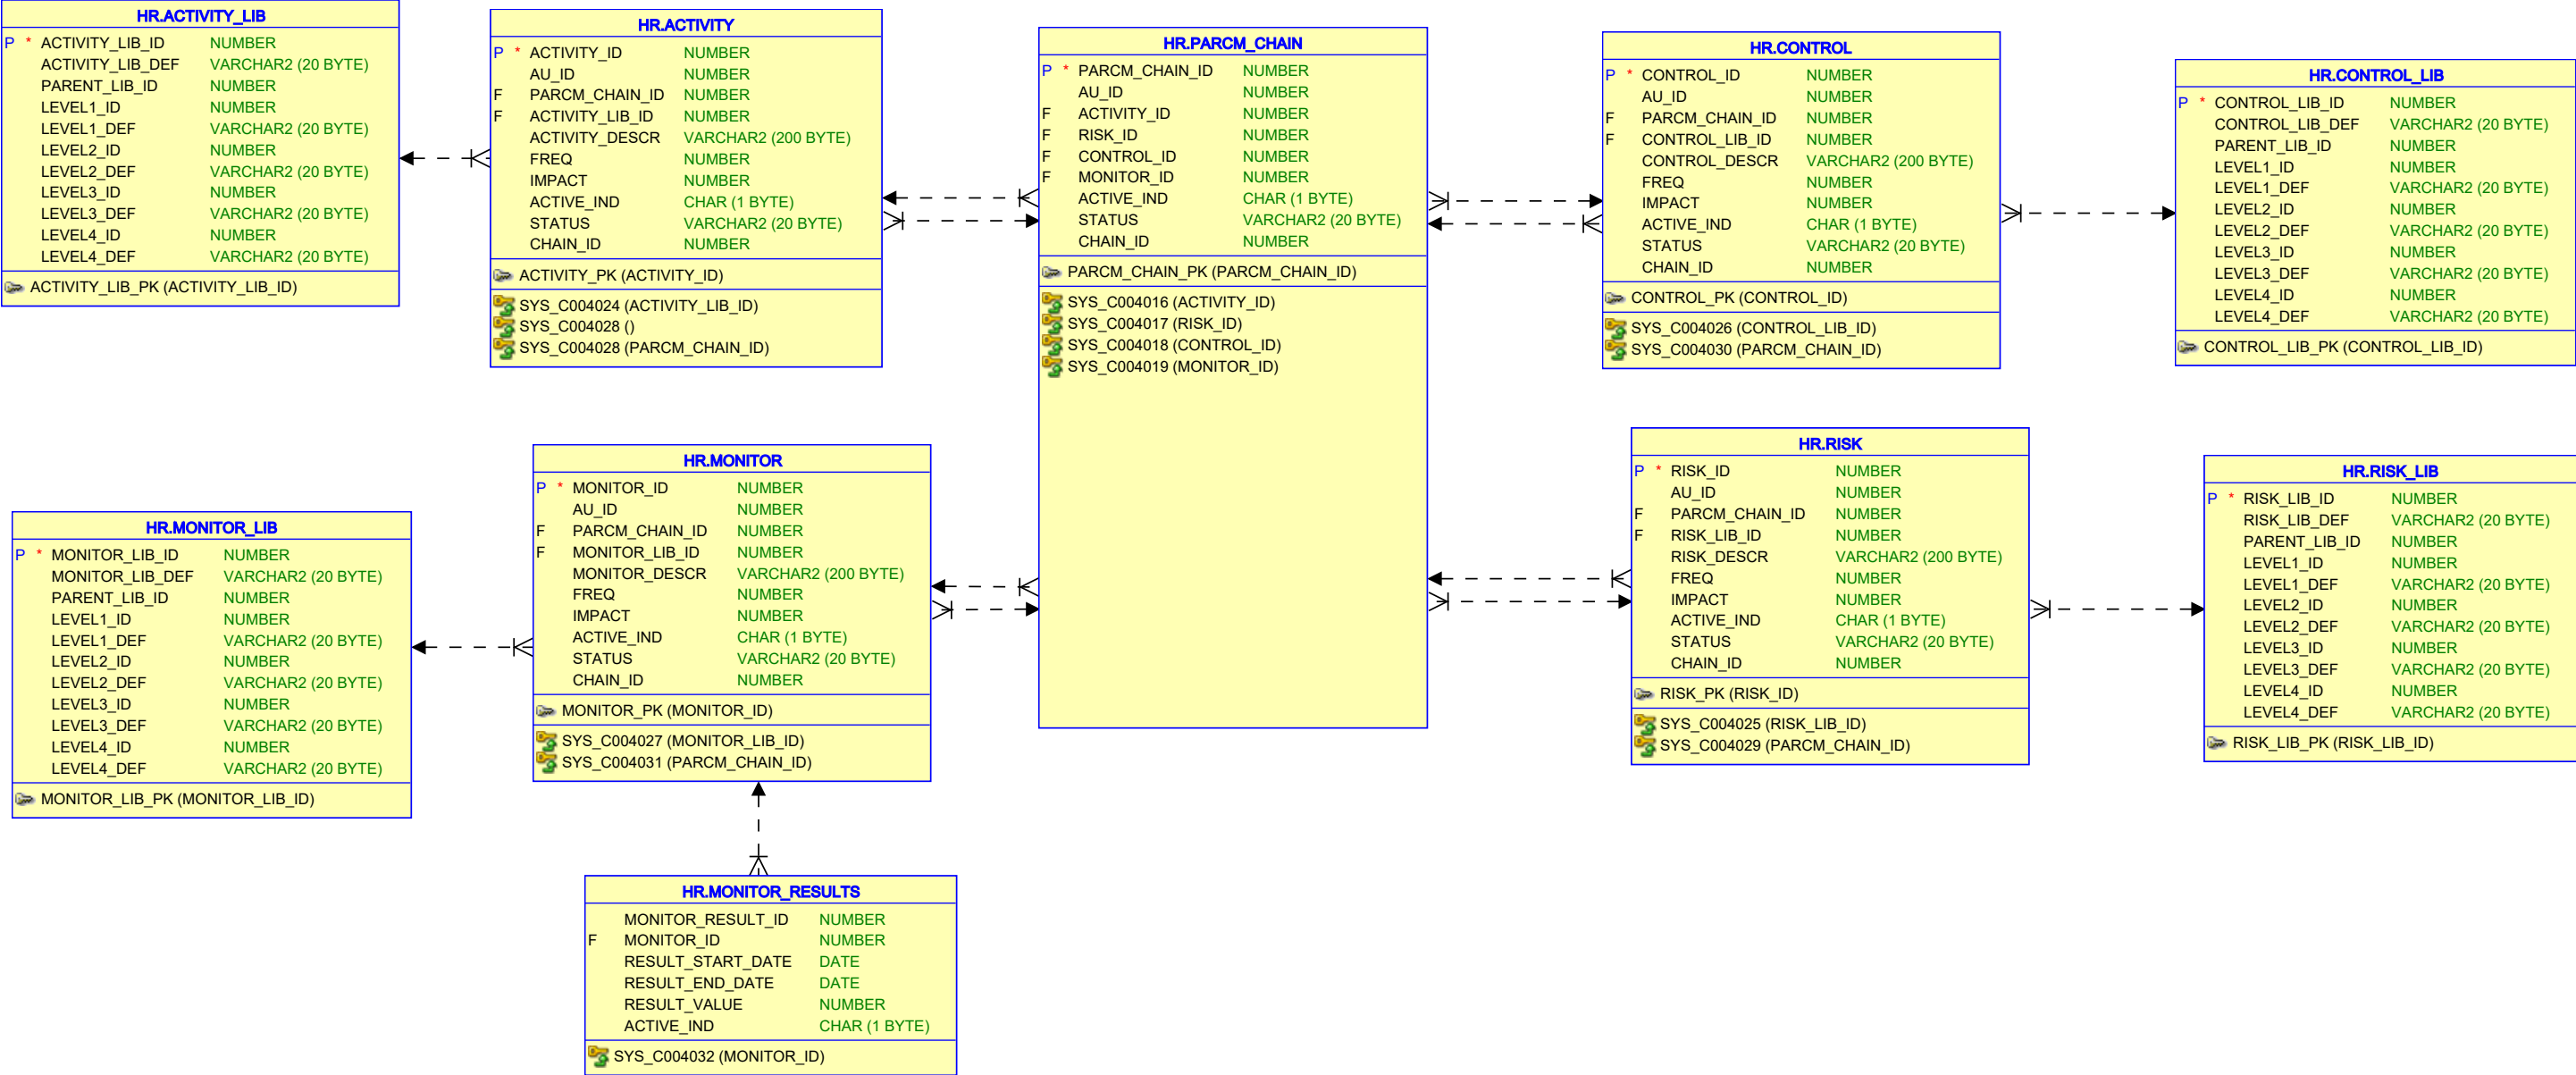 HR.ACTIVITY_LIB
P * ACTIVITY_LIB_ID NUMBER
ACTIVITY_LIB_DEF VARCHAR2 (20 BYTE)
PARENT_LIB_ID NUMBER
LEVEL1_ID NUMBER
LEVEL1_DEF VARCHAR2 (20 BYTE)
LEVEL2_ID NUMBER
LEVEL2_DEF VARCHAR2 (20 BYTE)
LEVEL3_ID NUMBER
LEVEL3_DEF VARCHAR2 (20 BYTE)
LEVEL4_ID NUMBER
LEVEL4_DEF VARCHAR2 (20 BYTE)
ACTIVITY_LIB_PK (ACTIVITY_LIB_ID)
HR.ACTIVITY
P * ACTIVITY_ID NUMBER
AU_ID NUMBER
F PARCM_CHAIN_ID NUMBER
F ACTIVITY_LIB_ID NUMBER
ACTIVITY_DESCR VARCHAR2 (200 BYTE)
FREQ NUMBER
IMPACT NUMBER
ACTIVE_IND CHAR (1 BYTE)
STATUS VARCHAR2 (20 BYTE)
CHAIN_ID NUMBER
ACTIVITY_PK (ACTIVITY_ID)
SYS_C004024 (ACTIVITY_LIB_ID)
SYS_C004028 ()
SYS_C004028 (PARCM_CHAIN_ID)
HR.PARCM_CHAIN
P * PARCM_CHAIN_ID NUMBER
AU_ID NUMBER
F ACTIVITY_ID NUMBER
F RISK_ID NUMBER
F CONTROL_ID NUMBER
F MONITOR_ID NUMBER
ACTIVE_IND CHAR (1 BYTE)
STATUS VARCHAR2 (20 BYTE)
CHAIN_ID NUMBER
PARCM_CHAIN_PK (PARCM_CHAIN_ID)
SYS_C004016 (ACTIVITY_ID)
SYS_C004017 (RISK_ID)
SYS_C004018 (CONTROL_ID)
SYS_C004019 (MONITOR_ID)
HR.CONTROL
P * CONTROL_ID NUMBER
AU_ID NUMBER
F PARCM_CHAIN_ID NUMBER
F CONTROL_LIB_ID NUMBER
CONTROL_DESCR VARCHAR2 (200 BYTE)
FREQ NUMBER
IMPACT NUMBER
ACTIVE_IND CHAR (1 BYTE)
STATUS VARCHAR2 (20 BYTE)
CHAIN_ID NUMBER
CONTROL_PK (CONTROL_ID)
SYS_C004026 (CONTROL_LIB_ID)
SYS_C004030 (PARCM_CHAIN_ID)
HR.CONTROL_LIB
P * CONTROL_LIB_ID NUMBER
CONTROL_LIB_DEF VARCHAR2 (20 BYTE)
PARENT_LIB_ID NUMBER
LEVEL1_ID NUMBER
LEVEL1_DEF VARCHAR2 (20 BYTE)
LEVEL2_ID NUMBER
LEVEL2_DEF VARCHAR2 (20 BYTE)
LEVEL3_ID NUMBER
LEVEL3_DEF VARCHAR2 (20 BYTE)
LEVEL4_ID NUMBER
LEVEL4_DEF VARCHAR2 (20 BYTE)
CONTROL_LIB_PK (CONTROL_LIB_ID)
HR.MONITOR_LIB
P * MONITOR_LIB_ID NUMBER
MONITOR_LIB_DEF VARCHAR2 (20 BYTE)
PARENT_LIB_ID NUMBER
LEVEL1_ID NUMBER
LEVEL1_DEF VARCHAR2 (20 BYTE)
LEVEL2_ID NUMBER
LEVEL2_DEF VARCHAR2 (20 BYTE)
LEVEL3_ID NUMBER
LEVEL3_DEF VARCHAR2 (20 BYTE)
LEVEL4_ID NUMBER
LEVEL4_DEF VARCHAR2 (20 BYTE)
MONITOR_LIB_PK (MONITOR_LIB_ID)
HR.MONITOR
P * MONITOR_ID NUMBER
AU_ID NUMBER
F PARCM_CHAIN_ID NUMBER
F MONITOR_LIB_ID NUMBER
MONITOR_DESCR VARCHAR2 (200 BYTE)
FREQ NUMBER
IMPACT NUMBER
ACTIVE_IND CHAR (1 BYTE)
STATUS VARCHAR2 (20 BYTE)
CHAIN_ID NUMBER
MONITOR_PK (MONITOR_ID)
SYS_C004027 (MONITOR_LIB_ID)
SYS_C004031 (PARCM_CHAIN_ID)
HR.RISK
P * RISK_ID NUMBER
AU_ID NUMBER
F PARCM_CHAIN_ID NUMBER
F RISK_LIB_ID NUMBER
RISK_DESCR VARCHAR2 (200 BYTE)
FREQ NUMBER
IMPACT NUMBER
ACTIVE_IND CHAR (1 BYTE)
STATUS VARCHAR2 (20 BYTE)
CHAIN_ID NUMBER
RISK_PK (RISK_ID)
SYS_C004025 (RISK_LIB_ID)
SYS_C004029 (PARCM_CHAIN_ID)
HR.RISK_LIB
P * RISK_LIB_ID NUMBER
RISK_LIB_DEF VARCHAR2 (20 BYTE)
PARENT_LIB_ID NUMBER
LEVEL1_ID NUMBER
LEVEL1_DEF VARCHAR2 (20 BYTE)
LEVEL2_ID NUMBER
LEVEL2_DEF VARCHAR2 (20 BYTE)
LEVEL3_ID NUMBER
LEVEL3_DEF VARCHAR2 (20 BYTE)
LEVEL4_ID NUMBER
LEVEL4_DEF VARCHAR2 (20 BYTE)
RISK_LIB_PK (RISK_LIB_ID)
HR.MONITOR_RESULTS
MONITOR_RESULT_ID NUMBER
F MONITOR_ID NUMBER
RESULT_START_DATE DATE
RESULT_END_DATE DATE
RESULT_VALUE NUMBER
ACTIVE_IND CHAR (1 BYTE)
SYS_C004032 (MONITOR_ID)